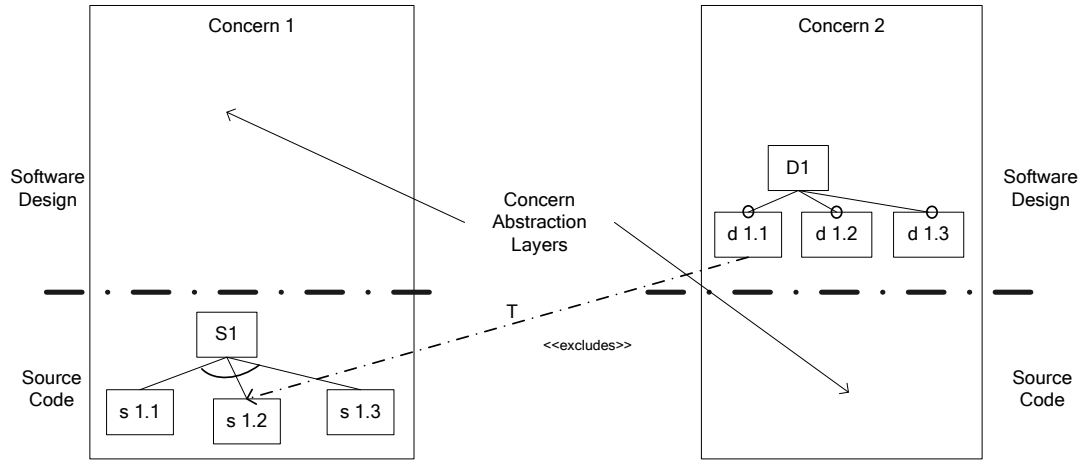 Concern 1
Concern 2
Software
Design
Concern
Abstraction
Layers
D1
d 1.1
d 1.2
d 1.3
Software
Design
T
<<excludes>>
S1
s 1.1
s 1.2
s 1.3
Source
Code
Source
Code